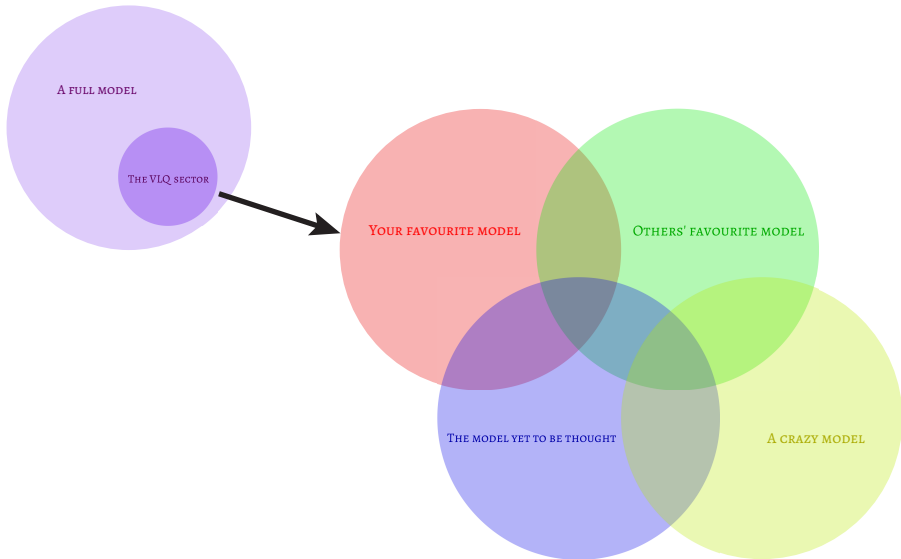 A full model
The VLQ sector
Your favourite model
Others' favourite model
The model yet to be thought
A crazy model